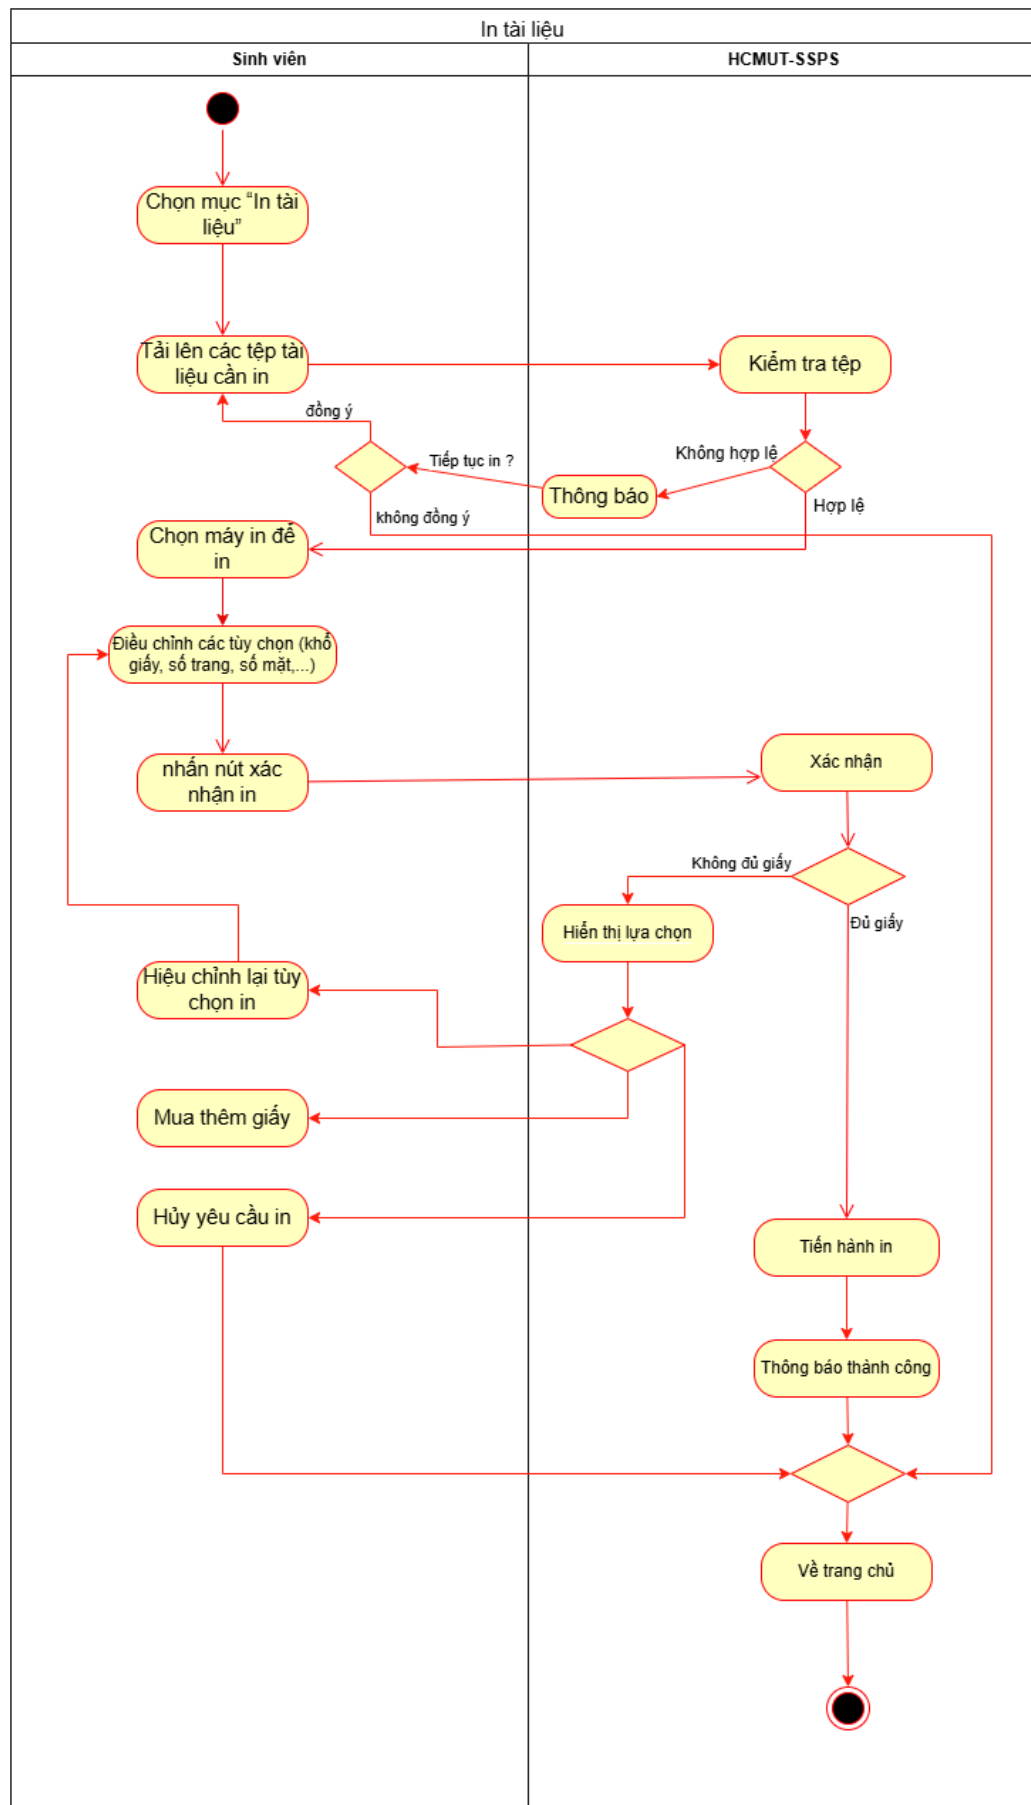 In tài liệu
Sinh viên
HCMUT-SSPS
Chọn mục “In tài
liệu”
Tải lên các tệp tài
liệu cần in
Kiểm tra tệp
đồng ý
Tiếp tục in ?
Không hợp lệ
Thông báo
Hợp lệ
không đồng ý
Chọn máy in để
in
Điều chỉnh các tùy chọn (khổ
giấy, số trang, số mặt,...)
nhấn nút xác
nhận in
Xác nhận
Không đủ giấy
Đủ giấy
Hiển thị lựa chọn
Hiệu chỉnh lại tùy
chọn in
Mua thêm giấy
Hủy yêu cầu in
Tiến hành in
Thông báo thành công
Về trang chủ